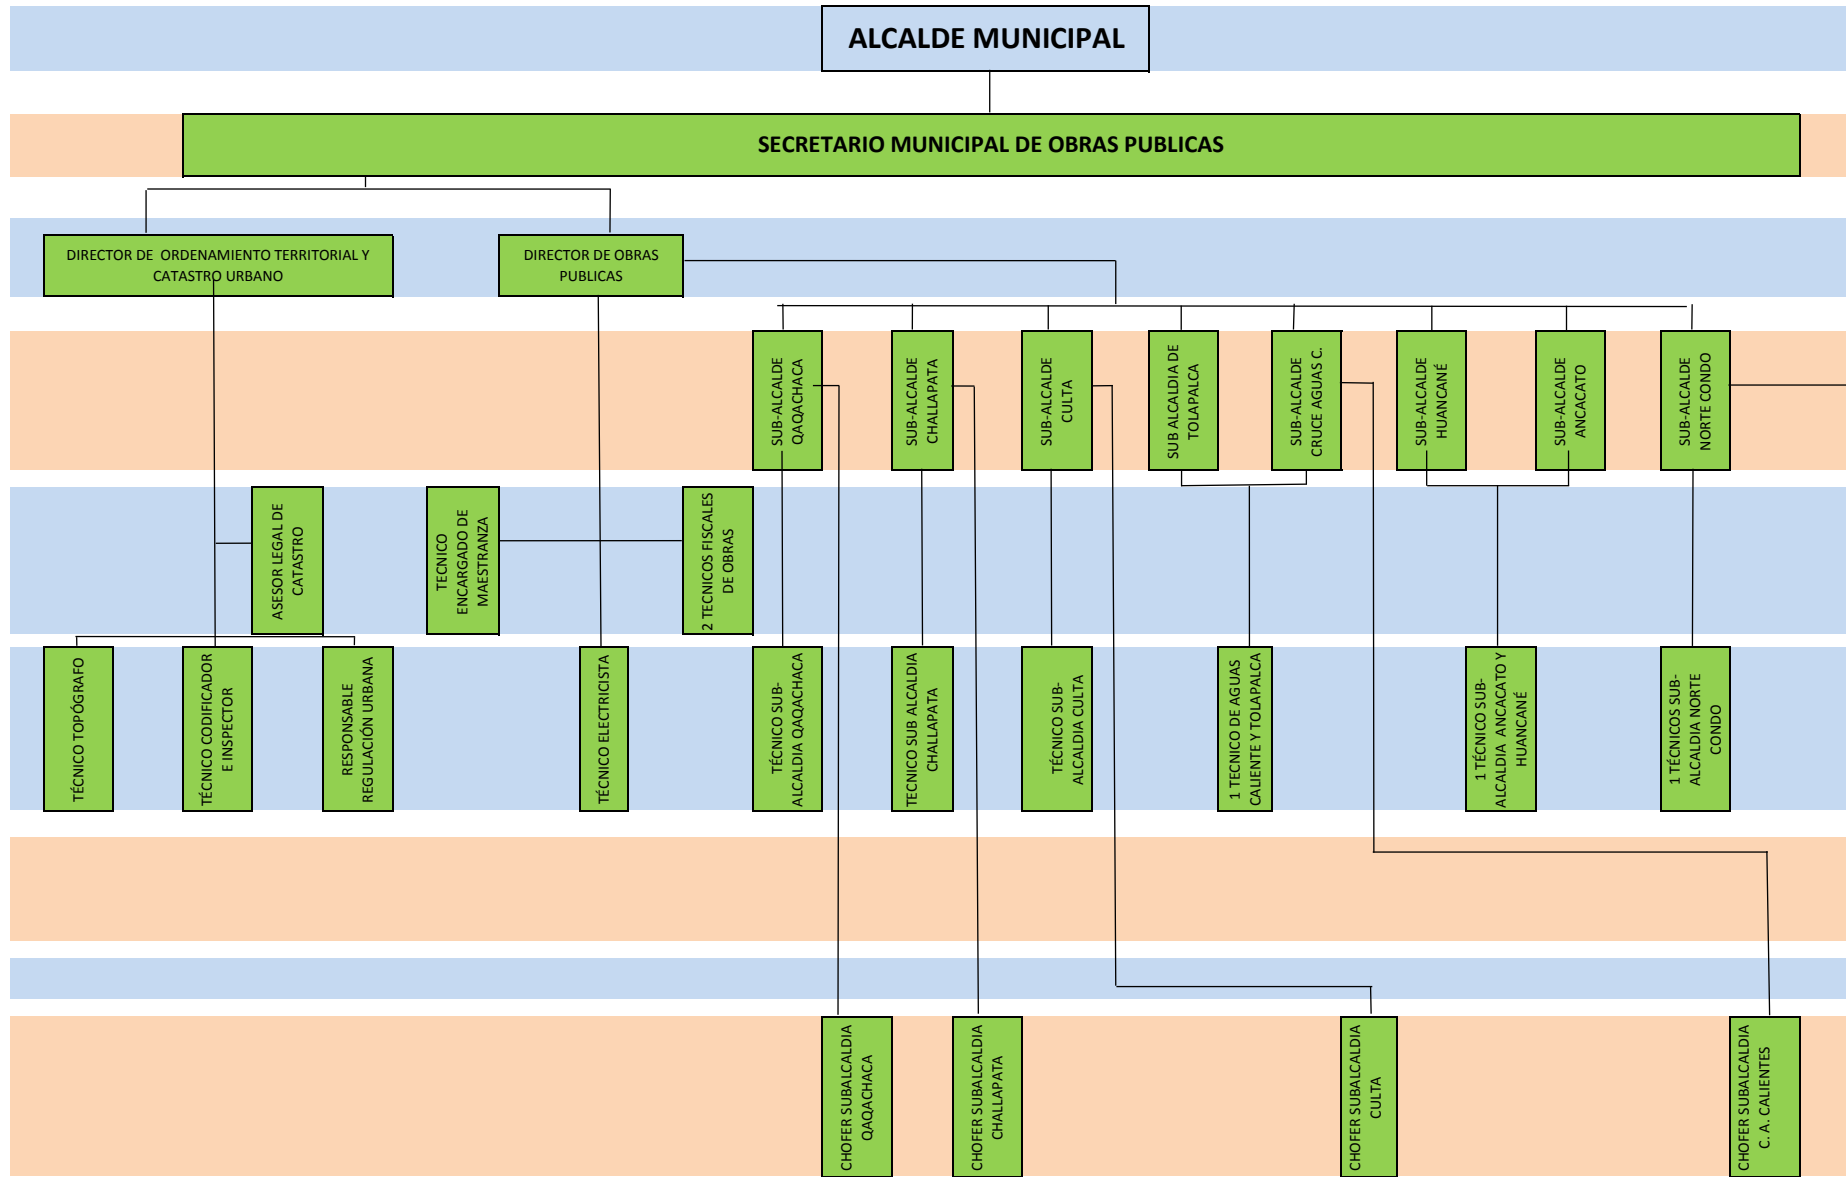 ALCALDE MUNICIPAL
SECRETARIO MUNICIPAL DE OBRAS PUBLICAS
DIRECTOR DE ORDENAMIENTO TERRITORIAL Y
CATASTRO URBANO
DIRECTOR DE OBRAS
PUBLICAS
SUB-ALCALDE
QAQACHACA
SUB-ALCALDE
CHALLAPATA
SUB-ALCALDE
CULTA
SUB ALCALDIA DE
TOLAPALCA
SUB-ALCALDE
CRUCE AGUAS C.
SUB-ALCALDE
HUANCANÉ
SUB-ALCALDE
ANCACATO
SUB-ALCALDE
NORTE CONDO
ASESOR LEGAL DE
CATASTRO
TECNICO
ENCARGADO DE
MAESTRANZA
2 TECNICOS FISCALES
DE OBRAS
TÉCNICO TOPÓGRAFO
TÉCNICO CODIFICADOR
E INSPECTOR
RESPONSABLE
REGULACIÓN URBANA
TÉCNICO ELECTRICISTA
TÉCNICO SUB-
ALCALDIA QAQACHACA
TECNICO SUB ALCALDIA
CHALLAPATA
TÉCNICO SUB-
ALCALDIA CULTA
1 TECNICO DE AGUAS
CALIENTE Y TOLAPALCA
1 TÉCNICO SUB-
ALCALDIA ANCACATO Y
HUANCANÉ
1 TÉCNICOS SUB-
ALCALDIA NORTE
CONDO
CHOFER SUBALCALDIA
QAQACHACA
CHOFER SUBALCALDIA
CHALLAPATA
CHOFER SUBALCALDIA
CULTA
CHOFER SUBALCALDIA
C. A. CALIENTES